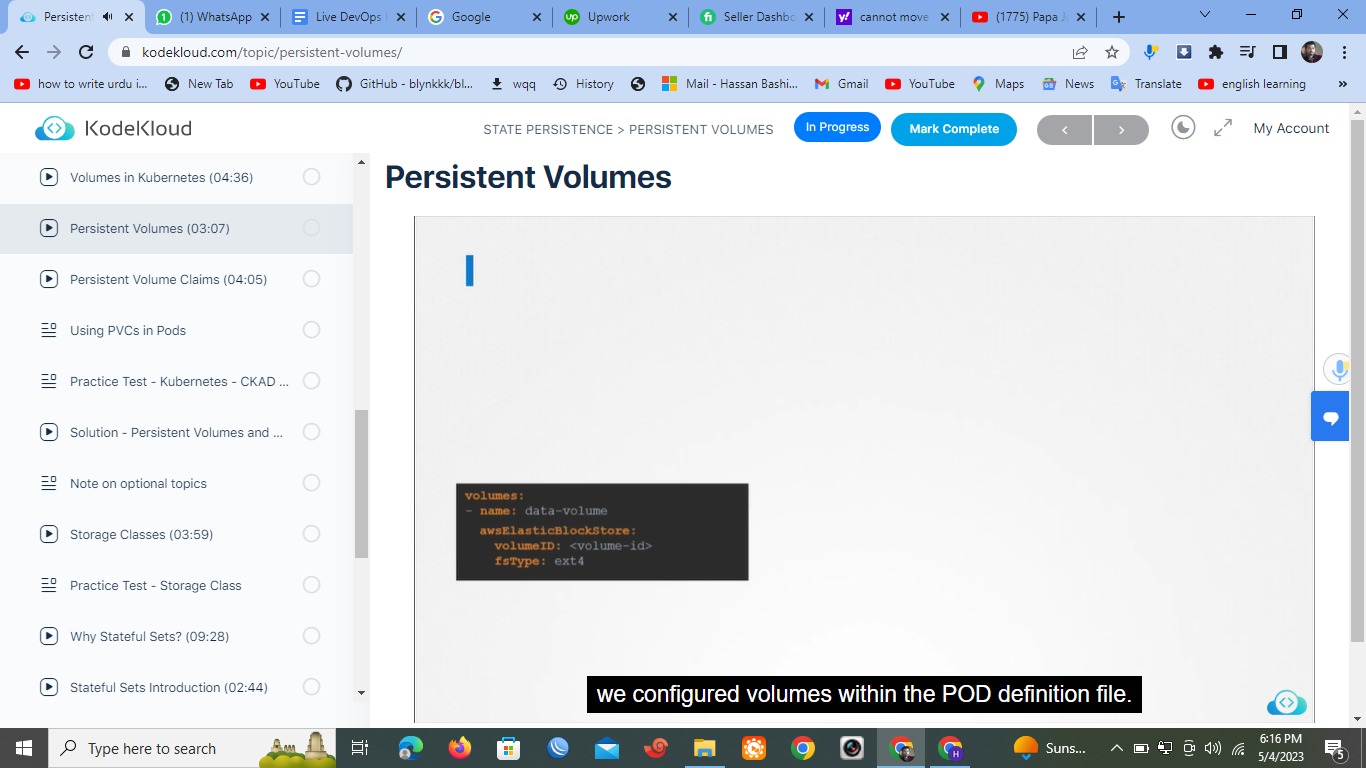 Persistent
(1) WhatsApp
Live DevOps
Google
Upwork
Seller Dashbo
cannot move
(1775) Papa J
kodekloud.com/topic/persistent-volumes/
how to write urdu i...
New Tab
YouTube
GitHub - blynkkk/bl...
wqq
History
Mail - Hassan Bashi...
Gmail
YouTube
Maps
News
Translate
english learning
»
KodeKloud
STATE PERSISTENCE > PERSISTENT VOLUMES
In Progress
Mark Complete
My Account
Volumes in Kubernetes (04:36)
Persistent Volumes (03:07)
Persistent Volume Claims (04:05)
Using PVCs in Pods
Practice Test - Kubernetes - CKAD ...
Solution - Persistent Volumes and ...
Note on optional topics
Storage Classes (03:59)
Practice Test - Storage Class
Why Stateful Sets? (09:28)
Stateful Sets Introduction (02:44)
Persistent Volumes
volumes:
- name: data-volume
awsElasticBlockStore:
volumeID: <volume-id>
fsType: ext4
we configured volumes within the POD definition file.
Type here to search
Suns...
6:16 PM
5/4/2023
5